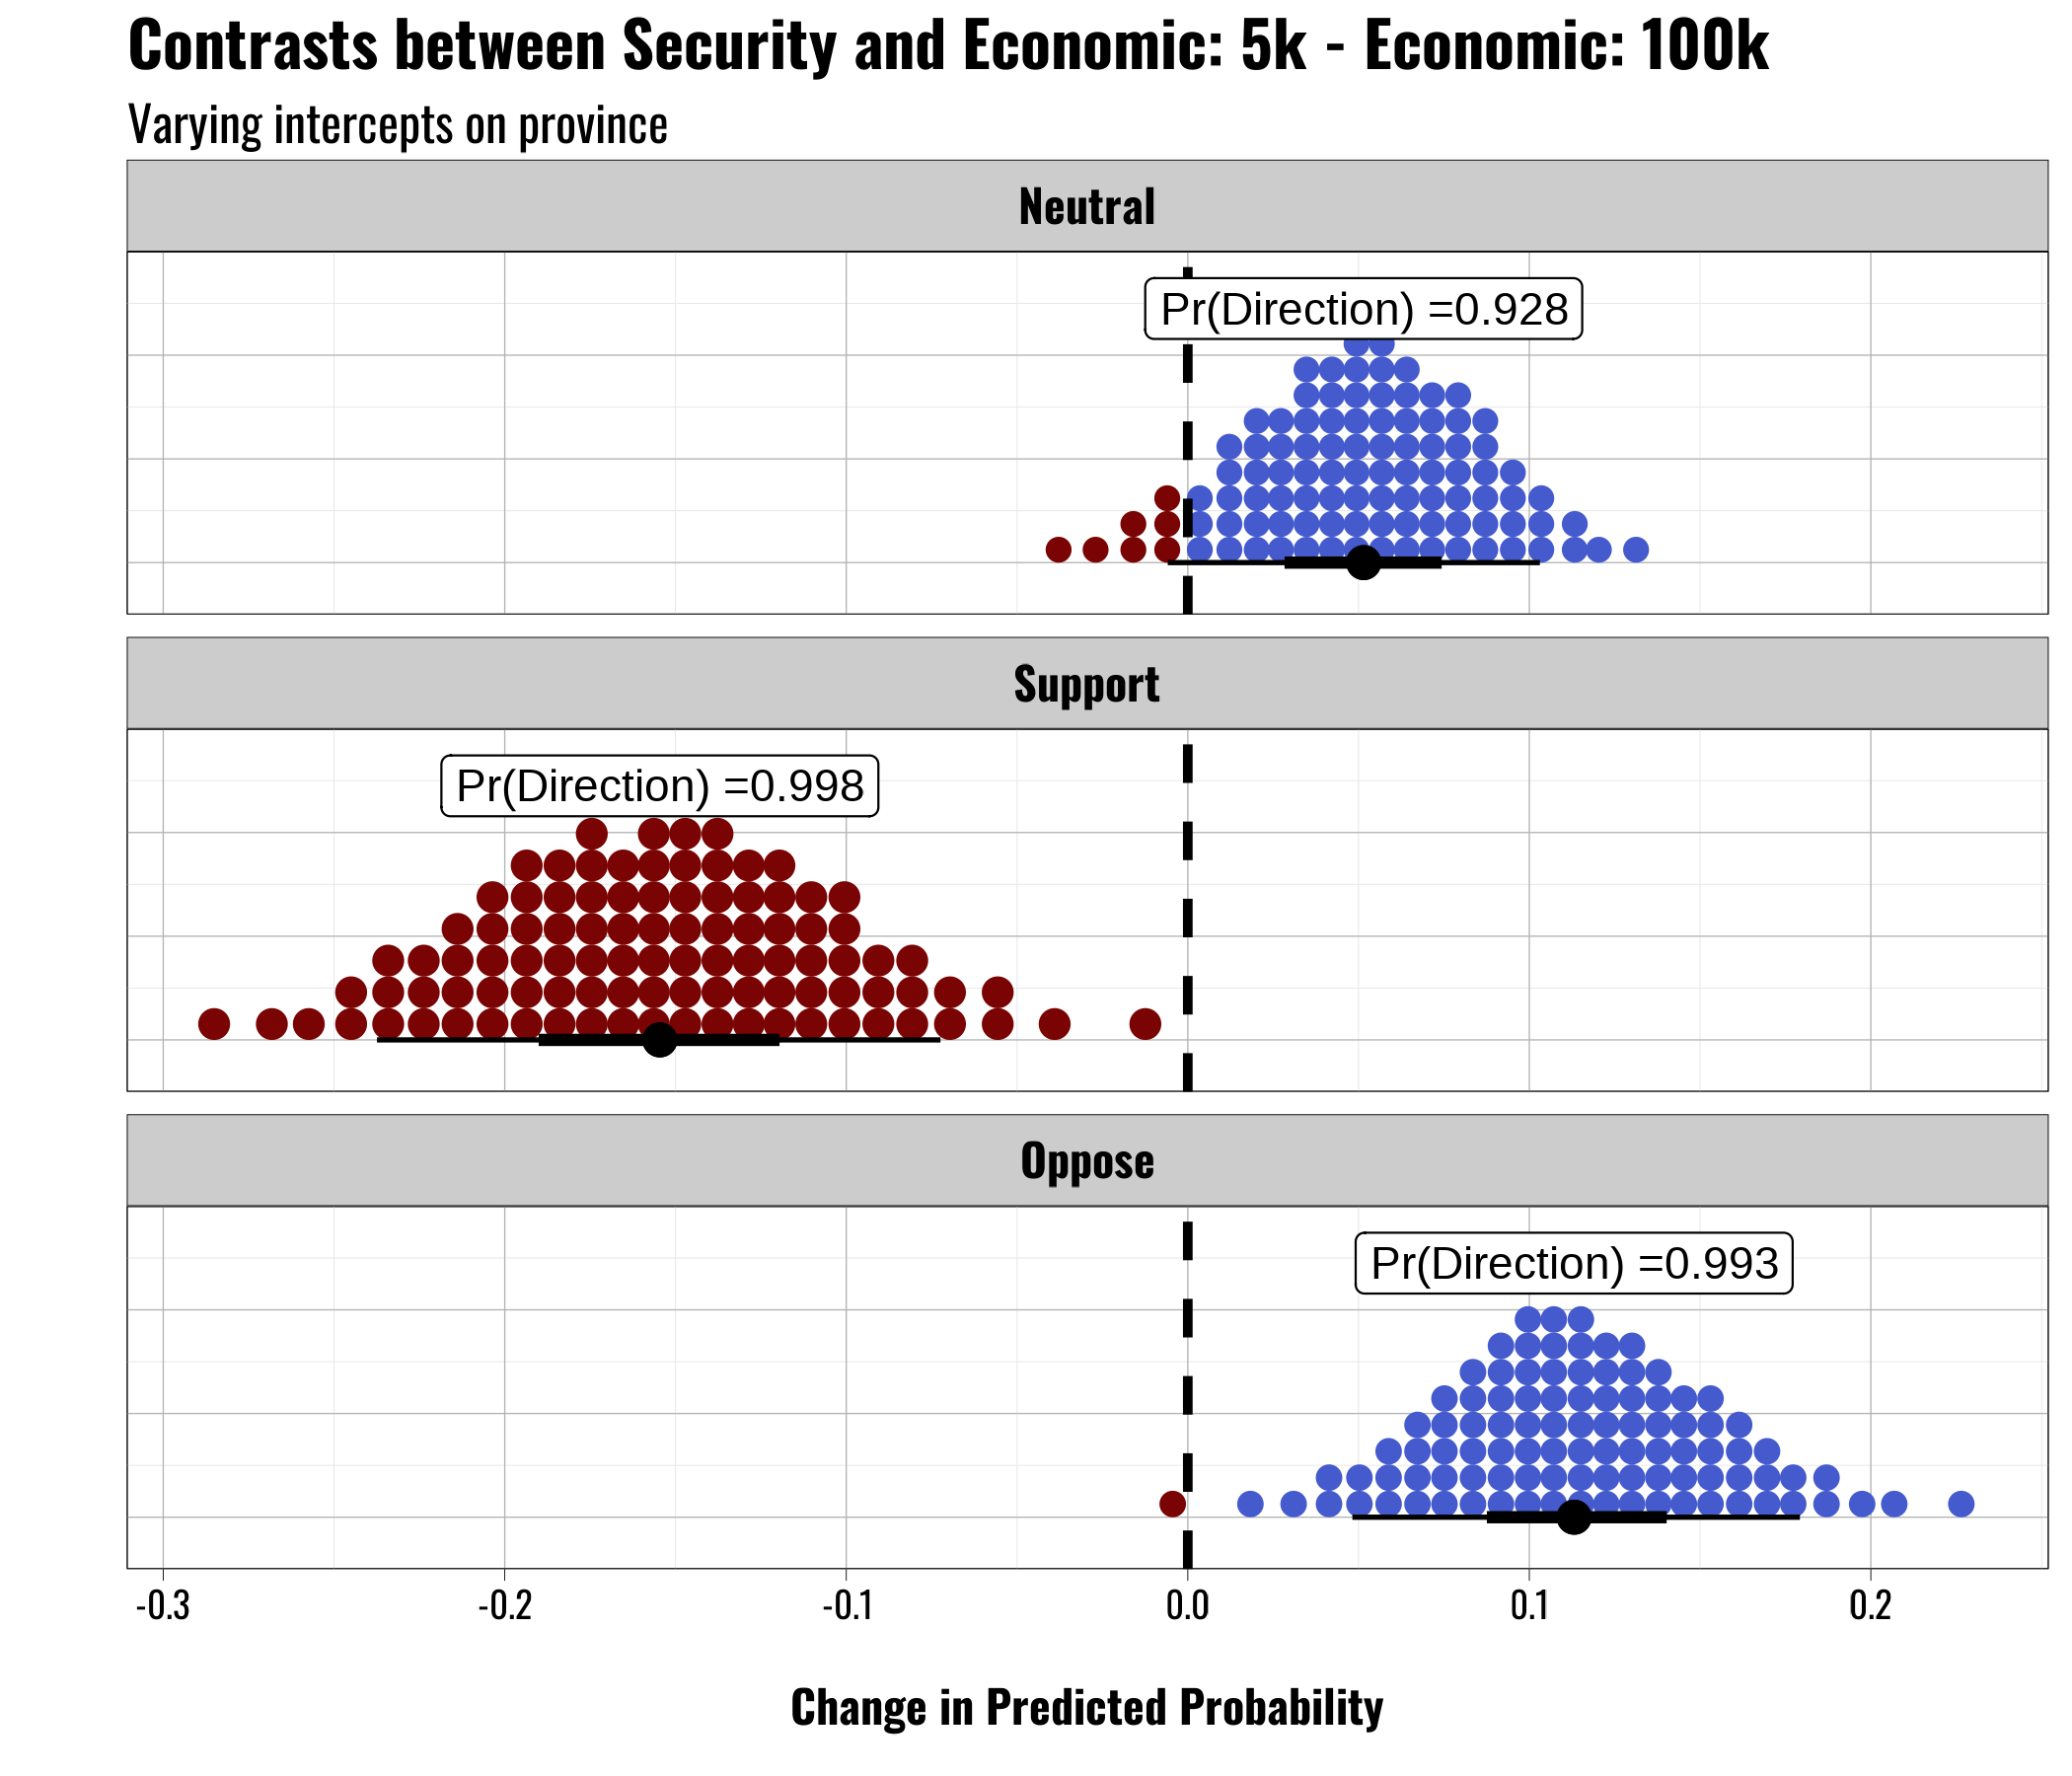 Contrasts between Security and Economic: 5k - Economic: 100k
Varying intercepts on province
Neutral
Pr(Direction) =0.928
Support
Pr(Direction) =0.998
Oppose
Pr(Direction) =0.993
-0.3 -0.2 -0.1 0.0 0.1 0.2
Change in Predicted Probability